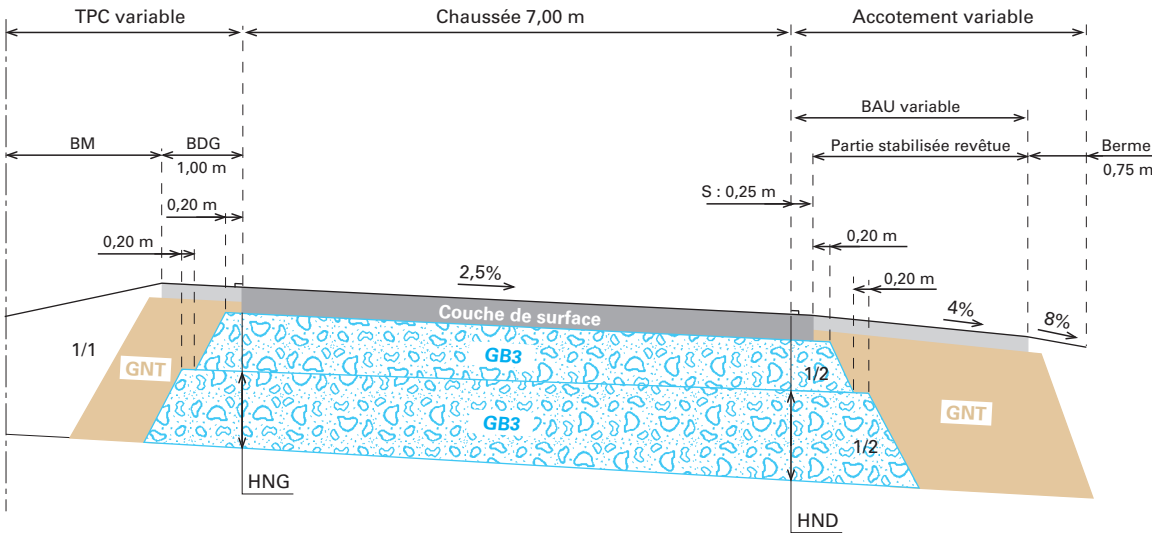 TPC variable
Chaussée 7,00 m
Accotement variable
BAU variable
BM
BDG
1,00 m
Partie stabilisée revêtue
Berme
0,75 m
S : 0,25 m
0,20 m
0,20 m
0,20 m
0,20 m
2,5%
4%
8%
Couche de surface
1/1
GNT
GB3
1/2
GNT
GB3
1/2
HNG
HND